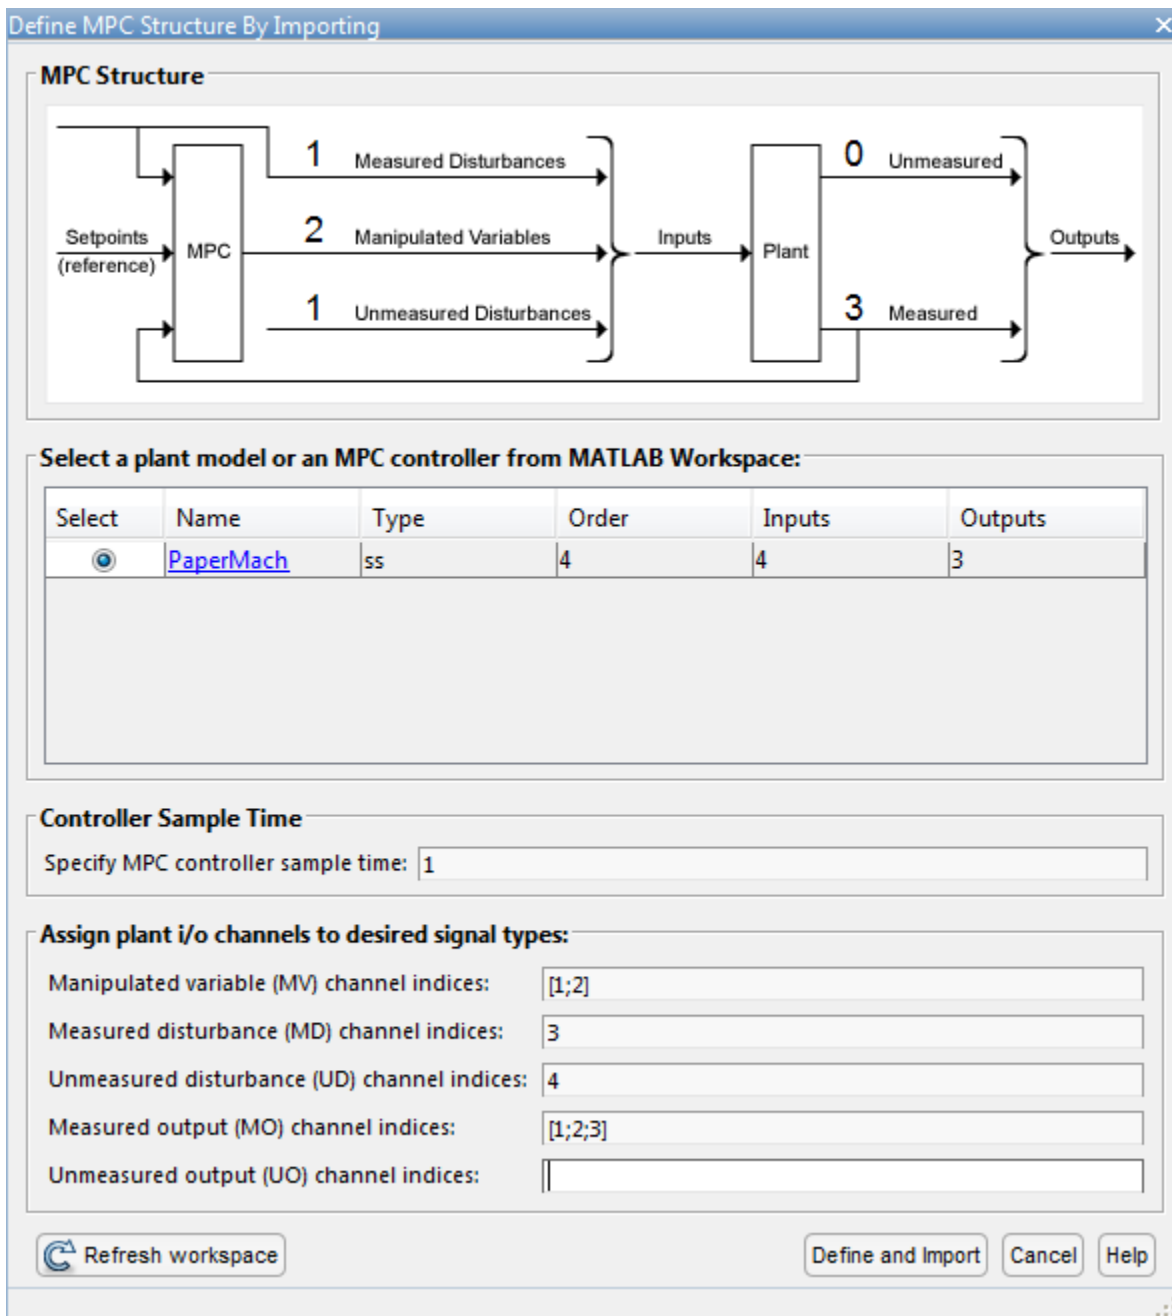 Define MPC Structure By Importing
MPC Structure
1 Measured Disturbances
0 Unmeasured
Setpoints
(reference)
MPC
2 Manipulated Variables
Inputs
Plant
Outputs
1 Unmeasured Disturbances
3 Measured
Select a plant model or an MPC controller from MATLAB Workspace:
Select Name Type Order Inputs Outputs
PaperMach ss 4 4 3
Controller Sample Time
Specify MPC controller sample time: 1
Assign plant i/o channels to desired signal types:
Manipulated variable (MV) channel indices: [1;2]
Measured disturbance (MD) channel indices: 3
Unmeasured disturbance (UD) channel indices: 4
Measured output (MO) channel indices: [1;2;3]
Unmeasured output (UO) channel indices:
Refresh workspace Define and Import Cancel Help